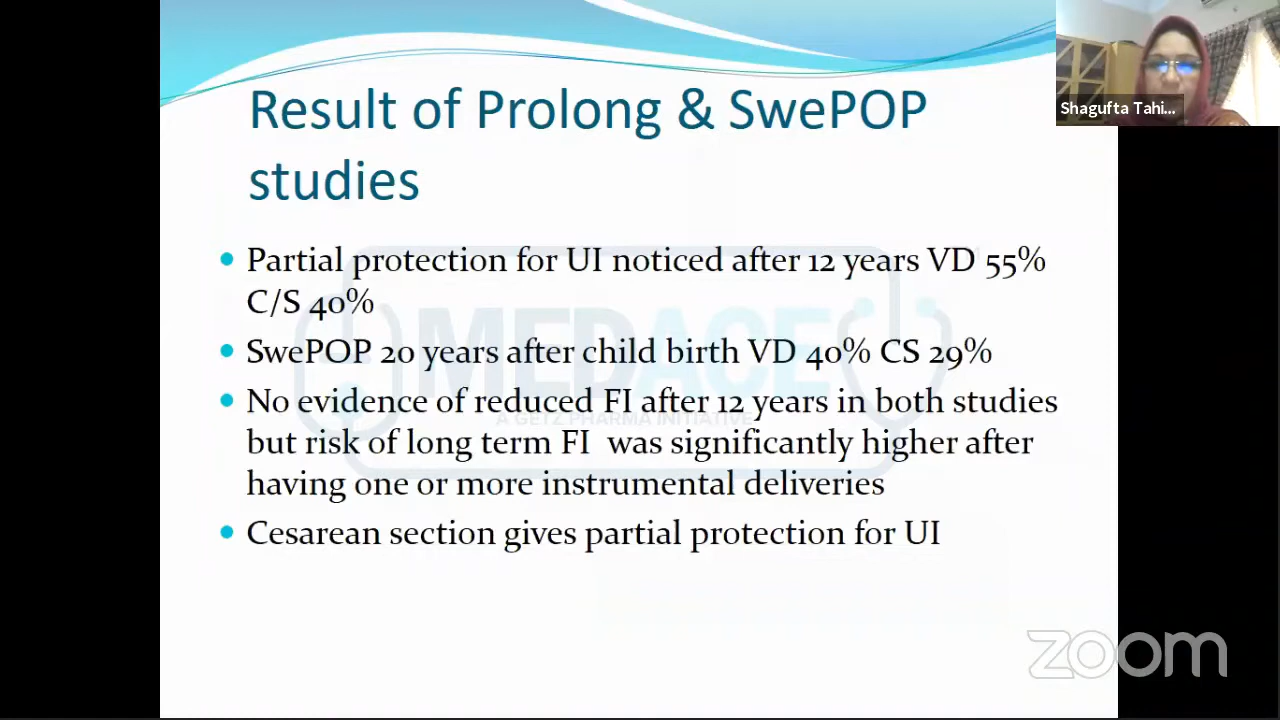 Result of Prolong & SwePOP
studies
Shagufta Tahi...
Partial protection for UI noticed after 12 years VD 55%
C/S 40%
SwePOP 20 years after child birth VD 40% CS 29%
No evidence of reduced FI after 12 years in both studies
but risk of long term FI was significantly higher after
having one or more instrumental deliveries
Cesarean section gives partial protection for UI
MEDACE
A GETZ PHARMA INITIATIVE
zoom